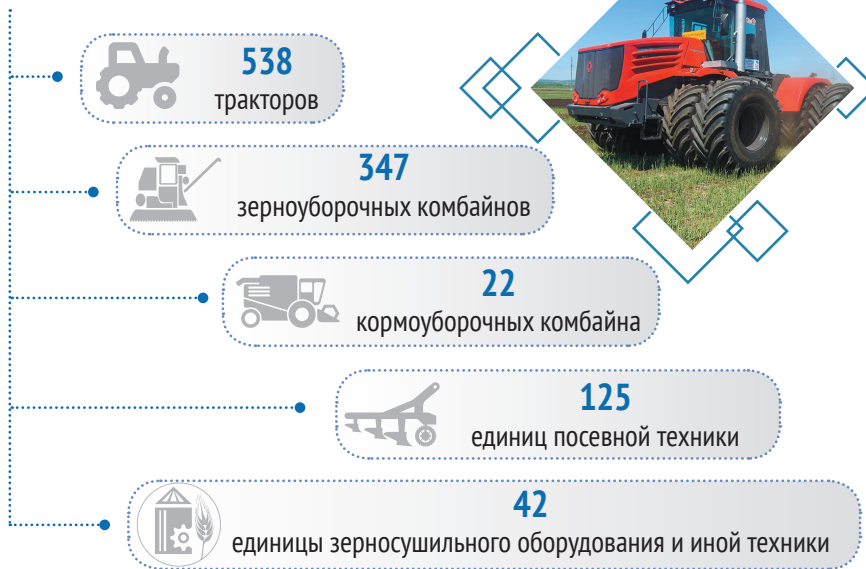 538
тракторов
347
зерноуборочных комбайнов
22
кормоуборочных комбайна
125
единиц посевной техники
42
единицы зерносушильного оборудования и иной техники